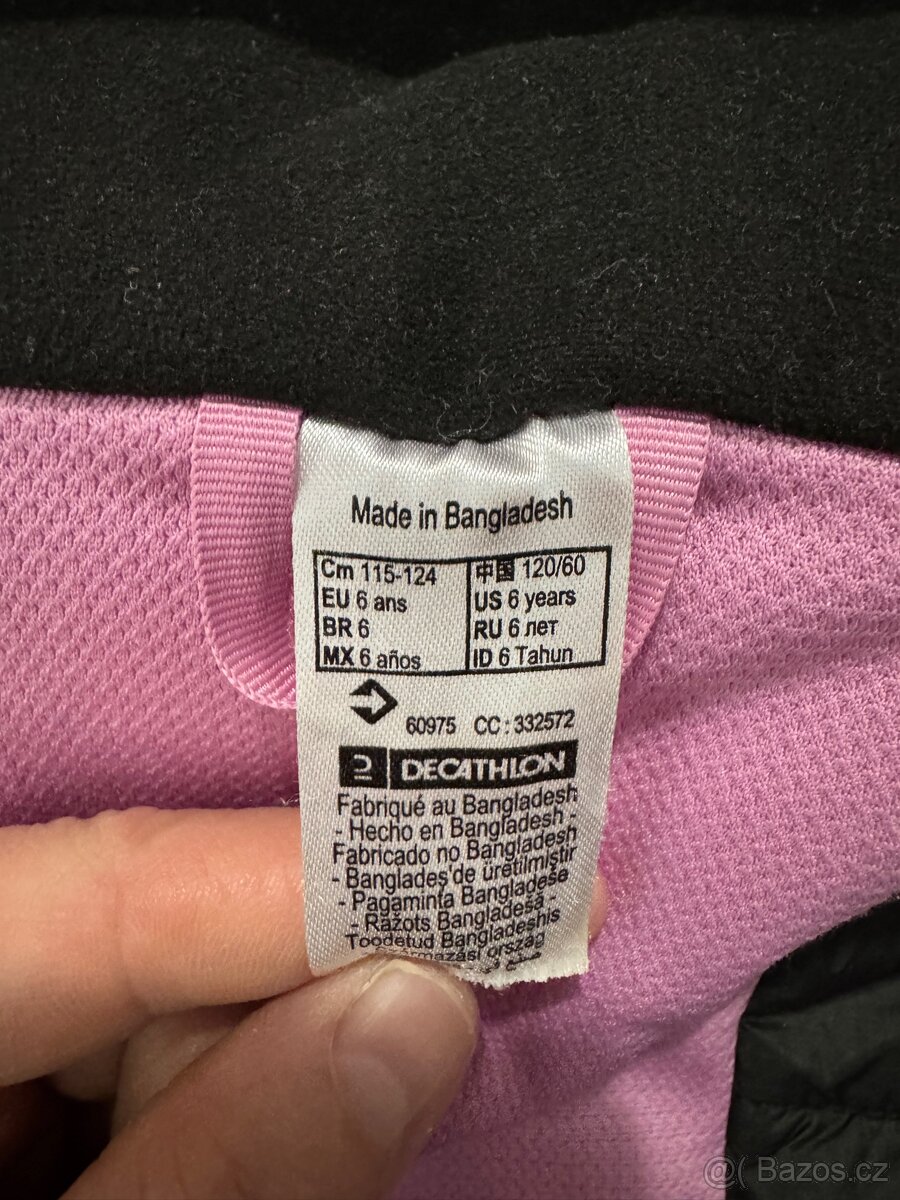 Made in Bangladesh
Cm 115-124 中国 120/60
EU 6 ans US 6 years
BR 6 RU 6 лет
MX 6 años ID 6 Tahun
60975 CC : 332572
DECATHLON
Fabriqué au Bangladesh
- Hecho en Bangladesh -
Fabricado no Bangladesh
- Bangladeş'de üretilmiştir
- Pagaminta Bangladeše
- Ražots Bangladešā -
Toodetud Bangladeshis
Származási ország
@( Bazos.cz